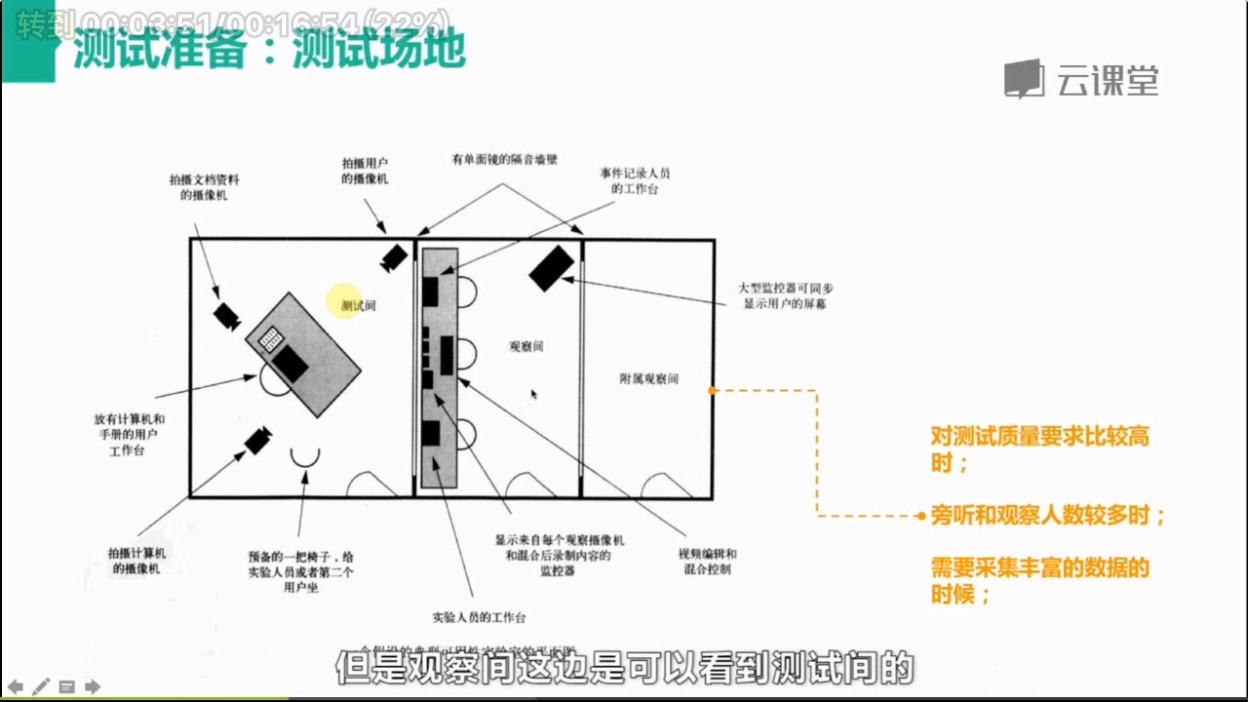 转到 00:03:51/00:16:54 (22%)
测试准备：测试场地
云课堂
拍摄文档资料
的摄像机
拍摄用户
的摄像机
有单面镜的隔音墙壁
事件记录人员
的工作台
测试间
观察间
附属观察间
大型监控器可同步
显示用户的屏幕
放有计算机和
手册的用户
工作台
对测试质量要求比较高
时；
旁听和观察人数较多时；
需要采集丰富的数据的
时候；
拍摄计算机
的摄像机
预备的一把椅子，给
实验人员或者第二个
用户坐
显示来自每个观察摄像机
和混合后录制内容的
监控器
视频编辑和
混合控制
实验人员的工作台
但是观察间这边是可以看到测试间的